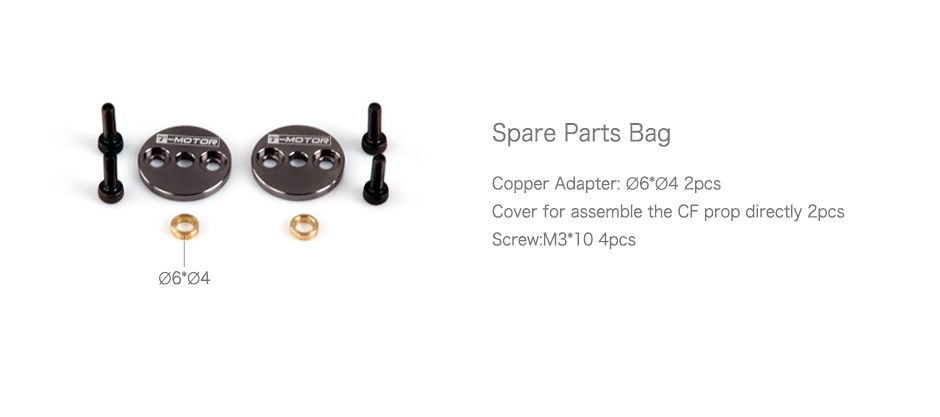 T-MOTOR
T-MOTOR
Ø6*Ø4
Spare Parts Bag
Copper Adapter: Ø6*Ø4 2pcs
Cover for assemble the CF prop directly 2pcs
Screw:M3*10 4pcs